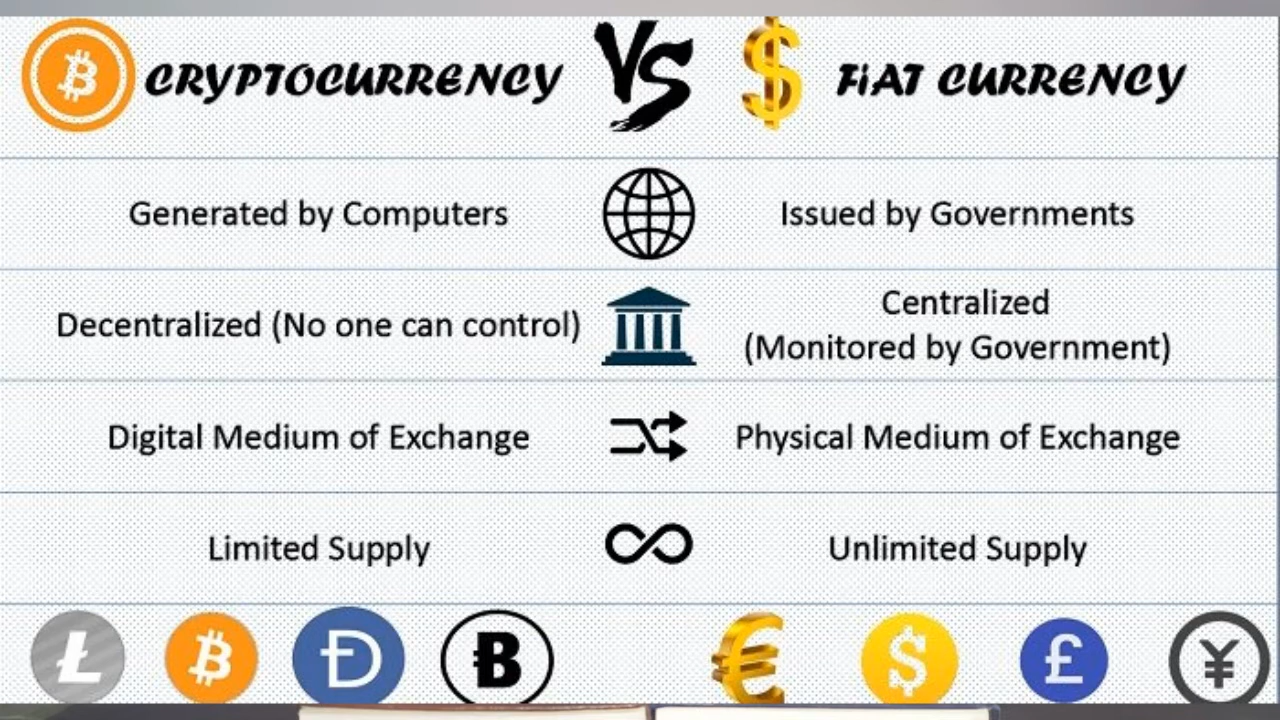 CRYPTOCURRENCY VS FiAT CURRENCY
Generated by Computers Issued by Governments
Decentralized (No one can control) Centralized
(Monitored by Government)
Digital Medium of Exchange Physical Medium of Exchange
Limited Supply Unlimited Supply